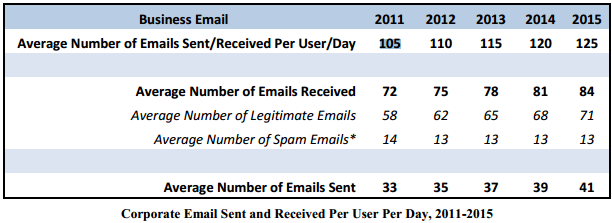 Business Email 2011 2012 2013 2014 2015
Average Number of Emails Sent/Received Per User/Day 105 110 115 120 125
Average Number of Emails Received 72 75 78 81 84
Average Number of Legitimate Emails 58 62 65 68 71
Average Number of Spam Emails* 14 13 13 13 13
Average Number of Emails Sent 33 35 37 39 41
Corporate Email Sent and Received Per User Per Day, 2011-2015